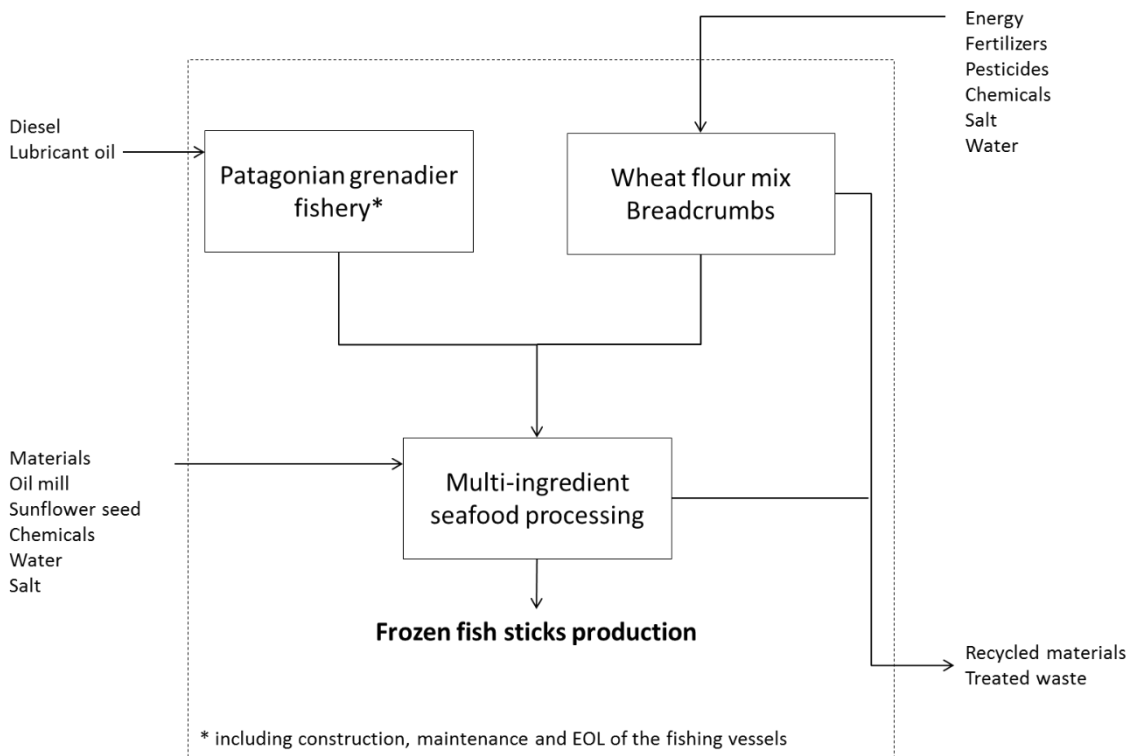 Energy
Fertilizers
Pesticides
Chemicals
Salt
Water
Diesel
Lubricant oil
Patagonian grenadier
fishery*
Wheat flour mix
Breadcrumbs
Materials
Oil mill
Sunflower seed
Chemicals
Water
Salt
Multi-ingredient
seafood processing
Frozen fish sticks production
Recycled materials
Treated waste
* including construction, maintenance and EOL of the fishing vessels